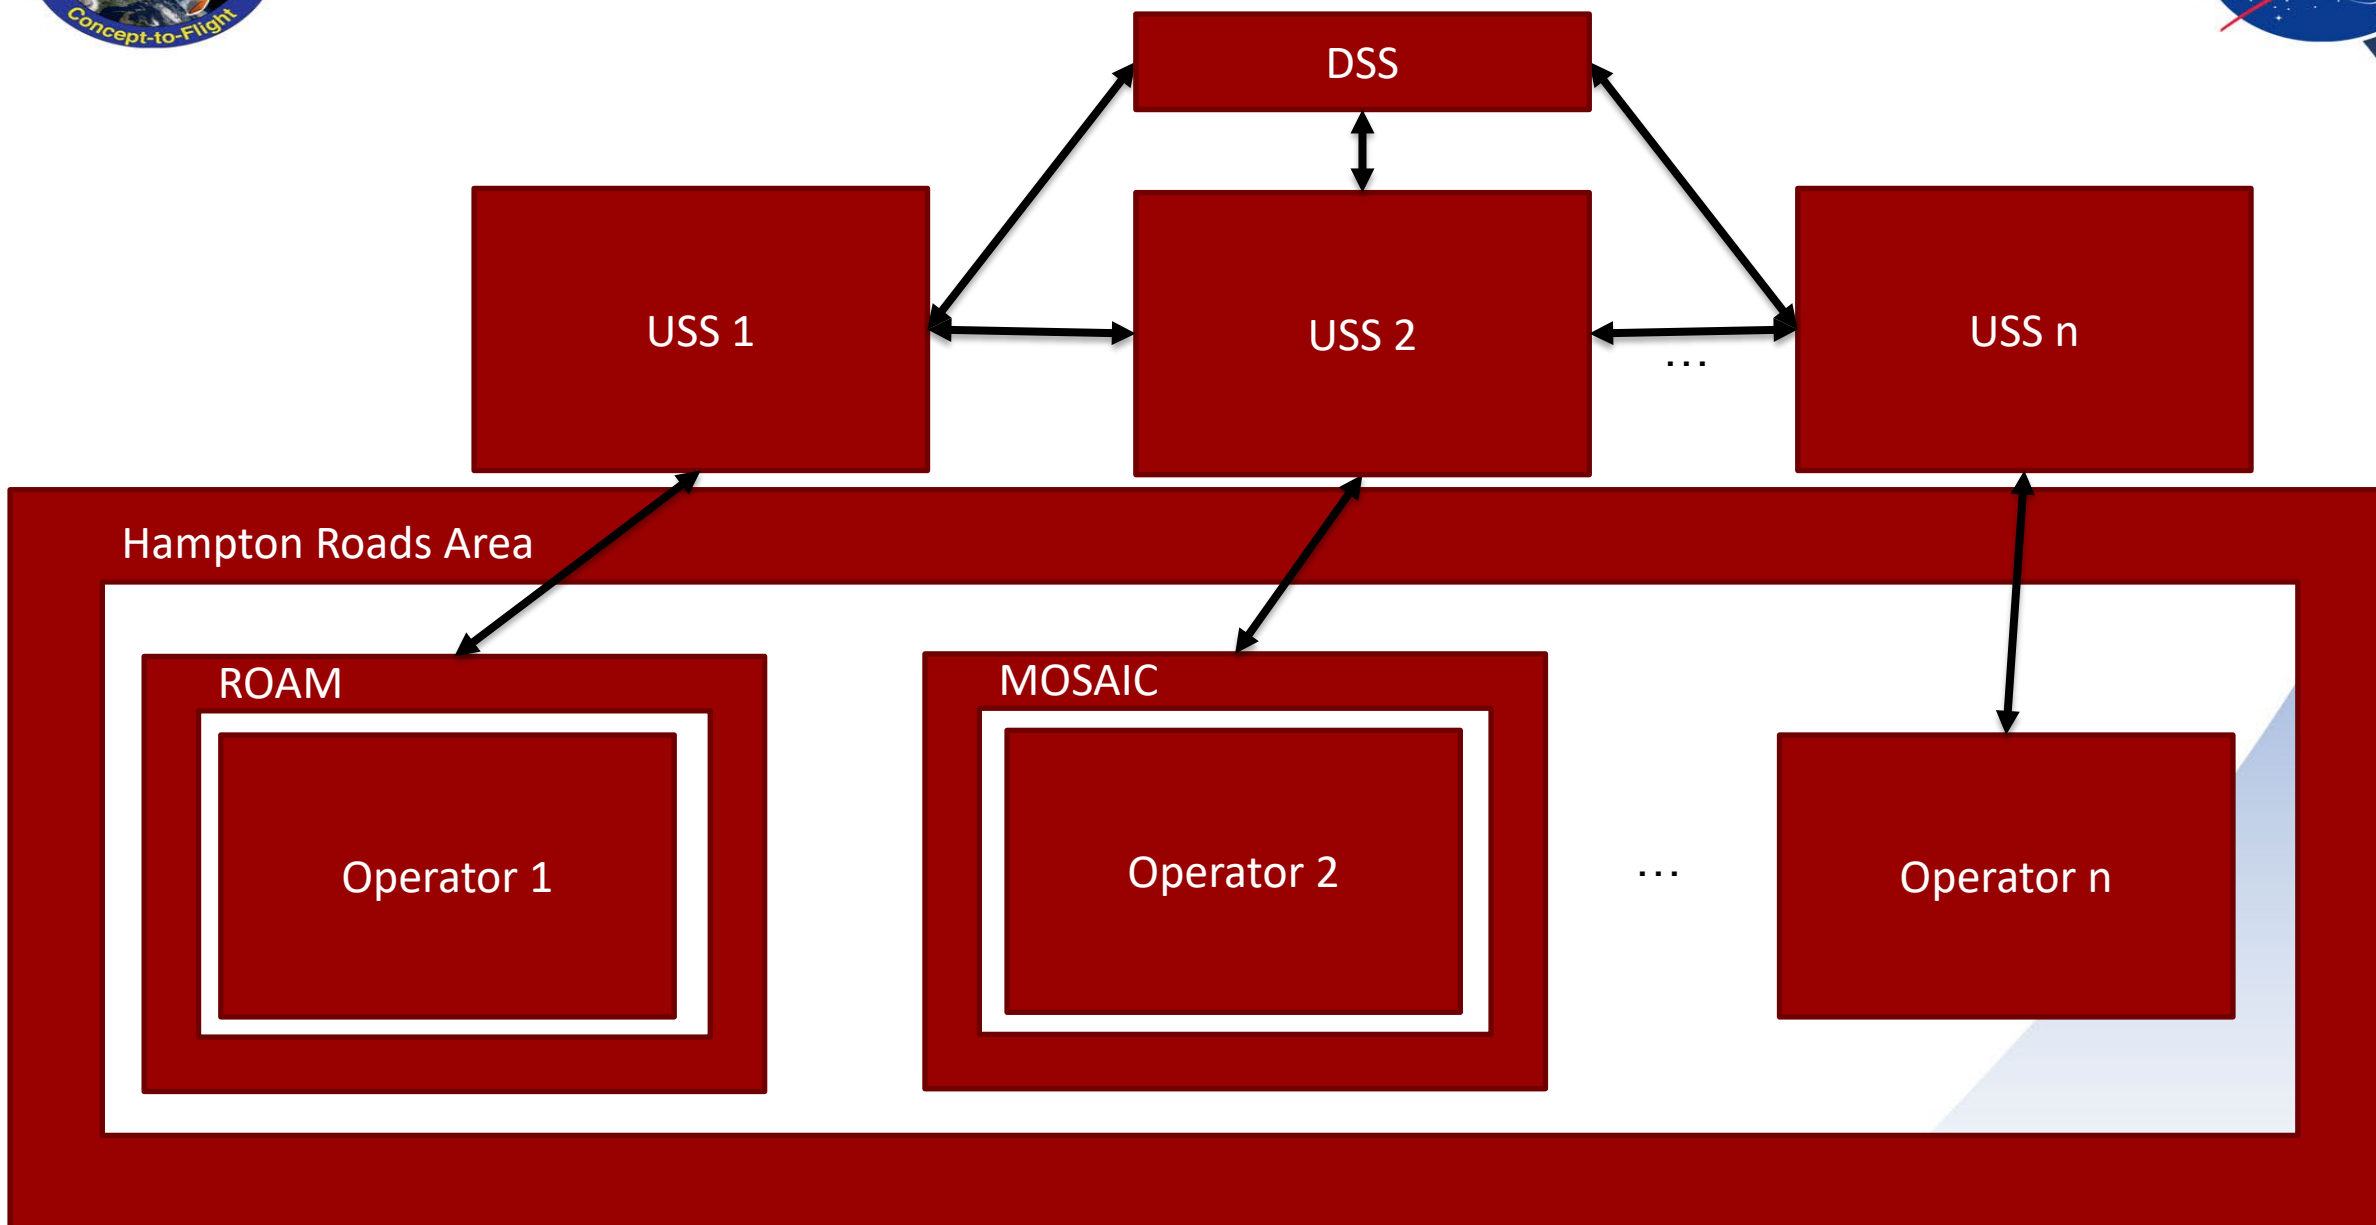 Concept-to-Flight
DSS
USS 1
USS 2
USS n
...
Hampton Roads Area
ROAM
MOSAIC
Operator 1
Operator 2
...
Operator n